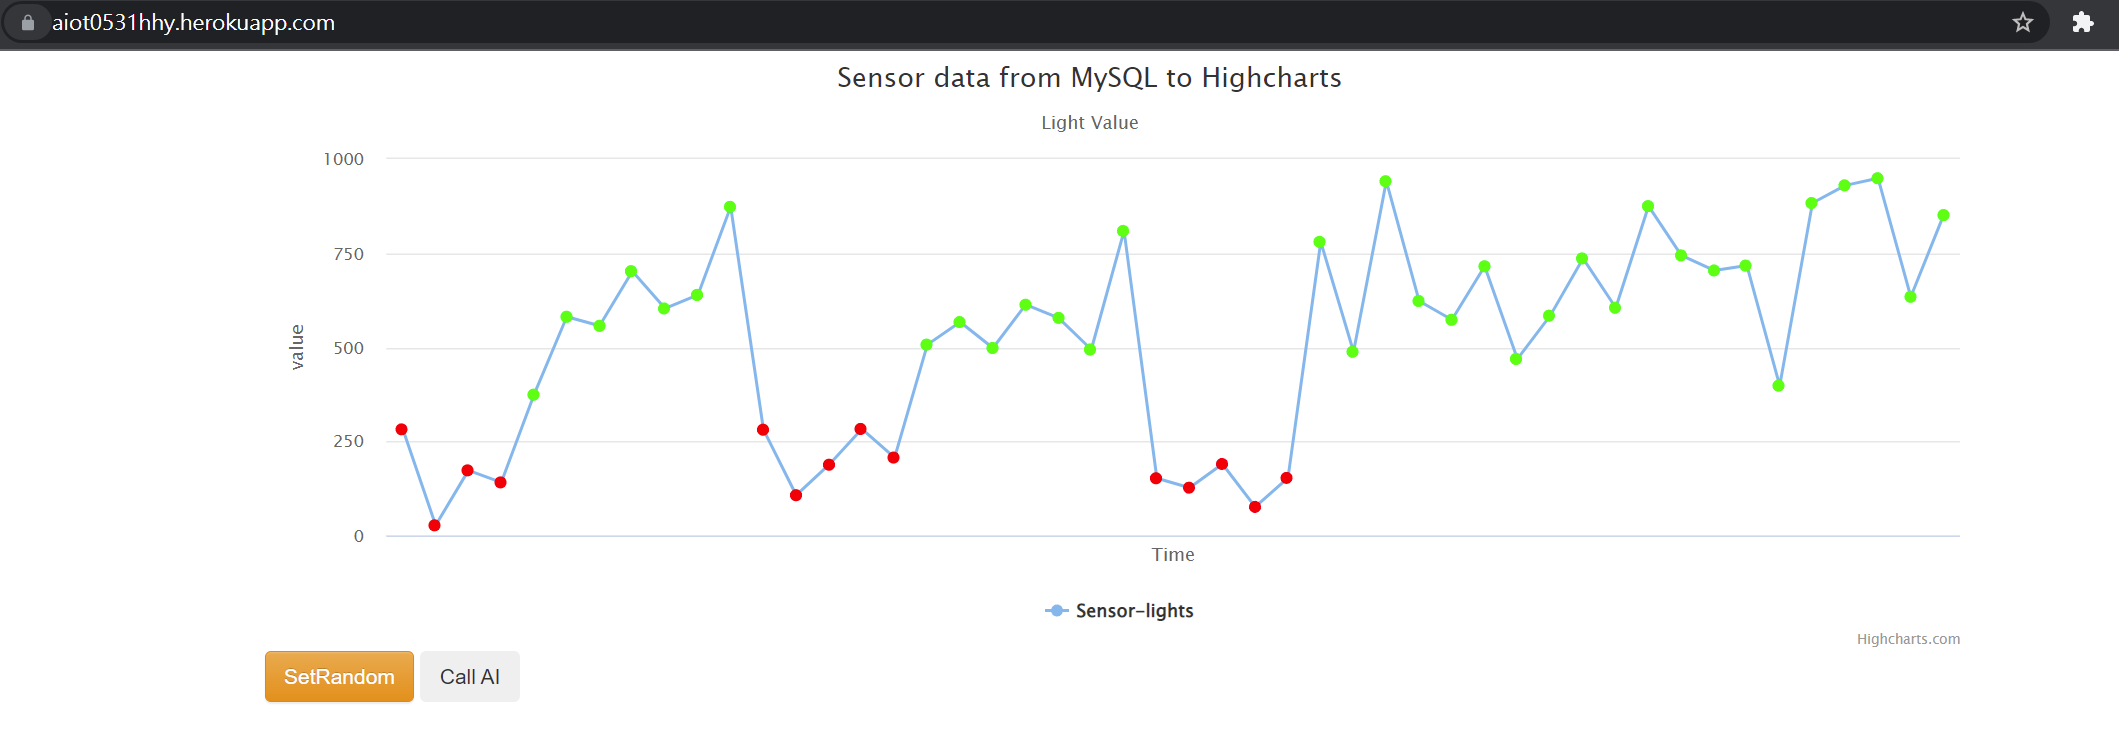 aiot0531hhy.herokuapp.com
Sensor data from MySQL to Highcharts
Light Value
1000
750
500
250
0
value
Time
Sensor-lights
Highcharts.com
SetRandom Call AI